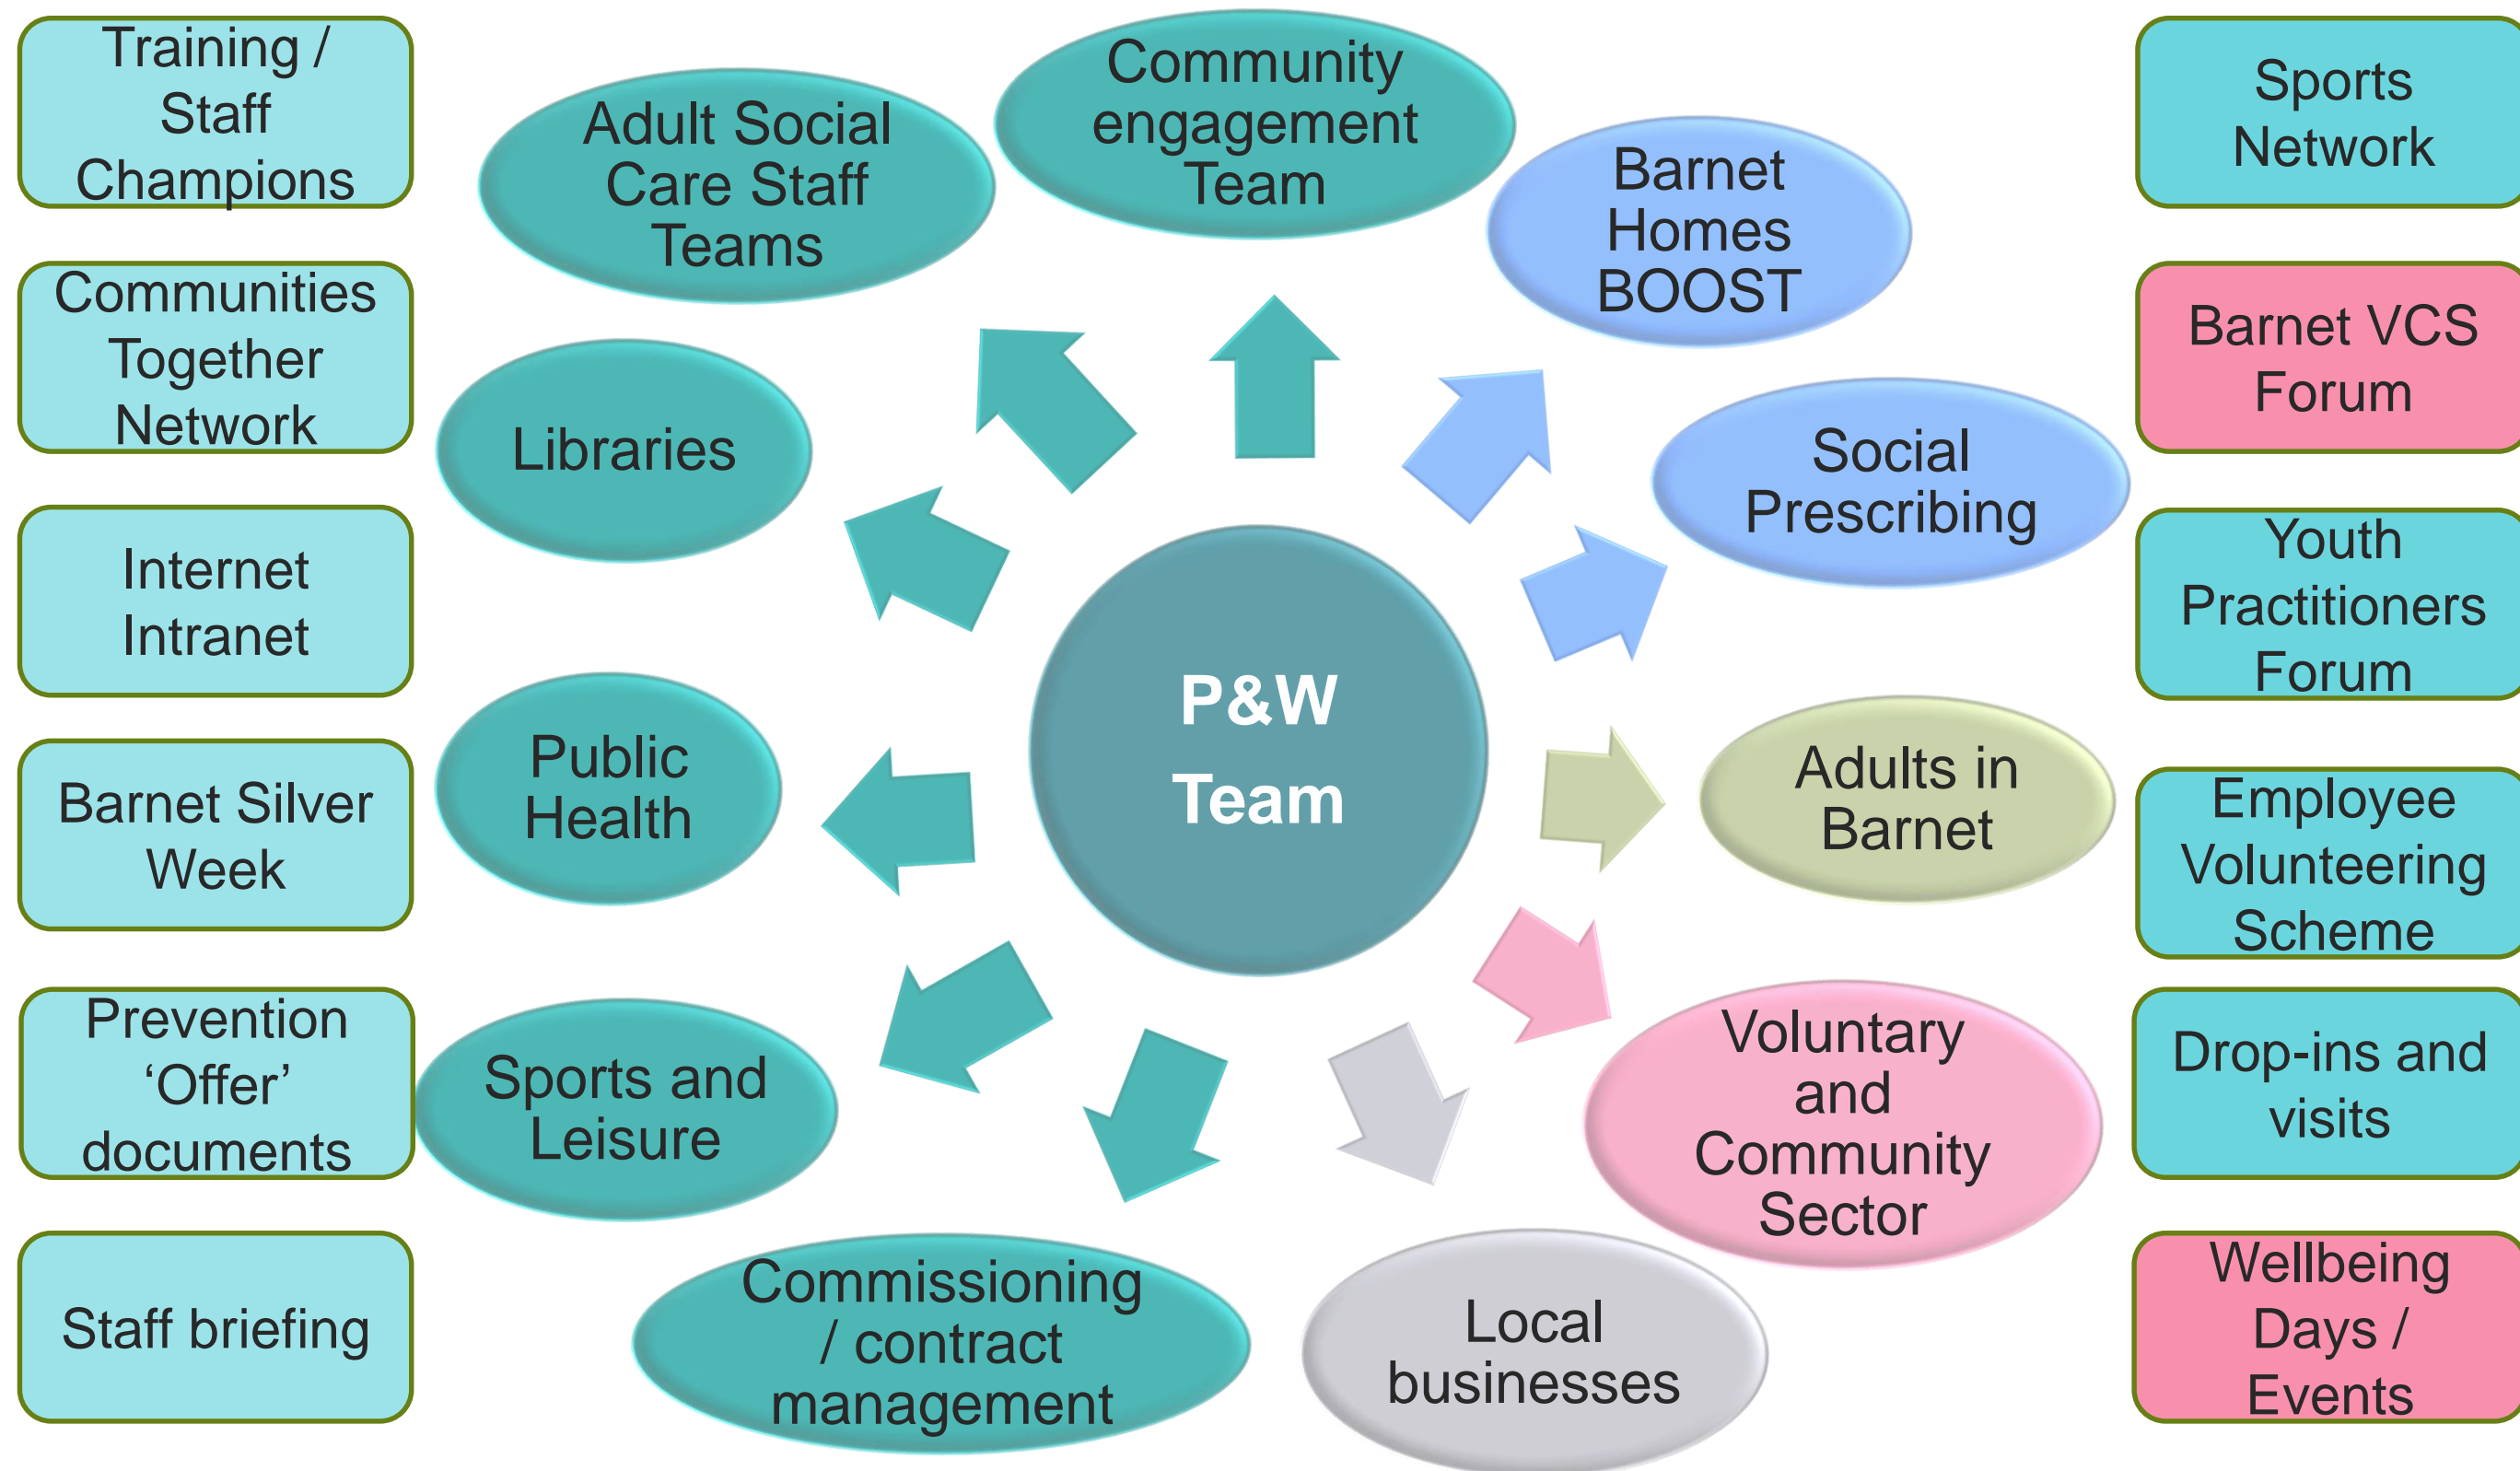 Training /
Staff
Champions
Communities
Together
Network
Internet
Intranet
Barnet Silver
Week
Prevention
‘Offer’
documents
Staff briefing
Community
engagement
Team
Adult Social
Care Staff
Teams
Libraries
Public
Health
Sports and
Leisure
Commissioning
/ contract
management
P&W
Team
Barnet
Homes
BOOST
Social
Prescribing
Adults in
Barnet
Voluntary
and
Community
Sector
Local
businesses
Sports
Network
Barnet VCS
Forum
Youth
Practitioners
Forum
Employee
Volunteering
Scheme
Drop-ins and
visits
Wellbeing
Days /
Events